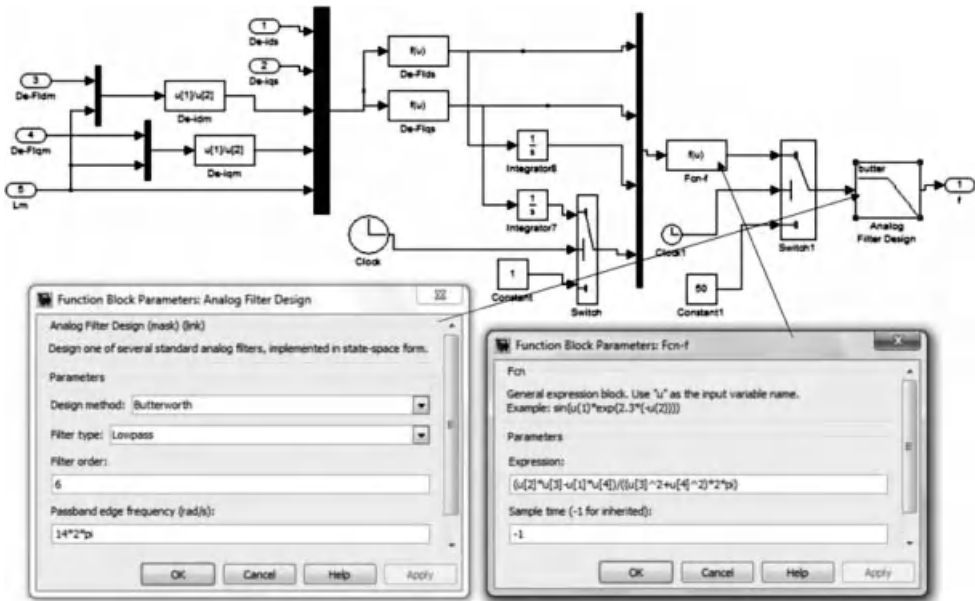 1
De-ids
2
De-iqs
3
De-FIdm
u[1]/u[2]
De-idm
4
De-FIqm
u[1]/u[2]
De-iqm
5
Lm
f(u)
De-FIds
f(u)
De-FIqs
1
s
Integrator6
1
s
Integrator7
Clock
1
Constant
Switch
f(u)
Fcn-f
Clock1
50
Constant1
Switch1
butter
Analog
Filter Design
1
f
Function Block Parameters: Analog Filter Design
Analog Filter Design (mask) (link)
Design one of several standard analog filters, implemented in state-space form.
Parameters
Design method: Butterworth
Filter type: Lowpass
Filter order:
6
Passband edge frequency (rad/s):
14*2*pi
OK Cancel Help Apply
Function Block Parameters: Fcn-f
Fcn
General expression block. Use "u" as the input variable name.
Example: sin(u(1)*exp(2.3*(-u(2))))
Parameters
Expression:
(u[2]*u[3]-u[1]*u[4])/((u[3]^2+u[4]^2)*2*pi)
Sample time (-1 for inherited):
-1
OK Cancel Help Apply